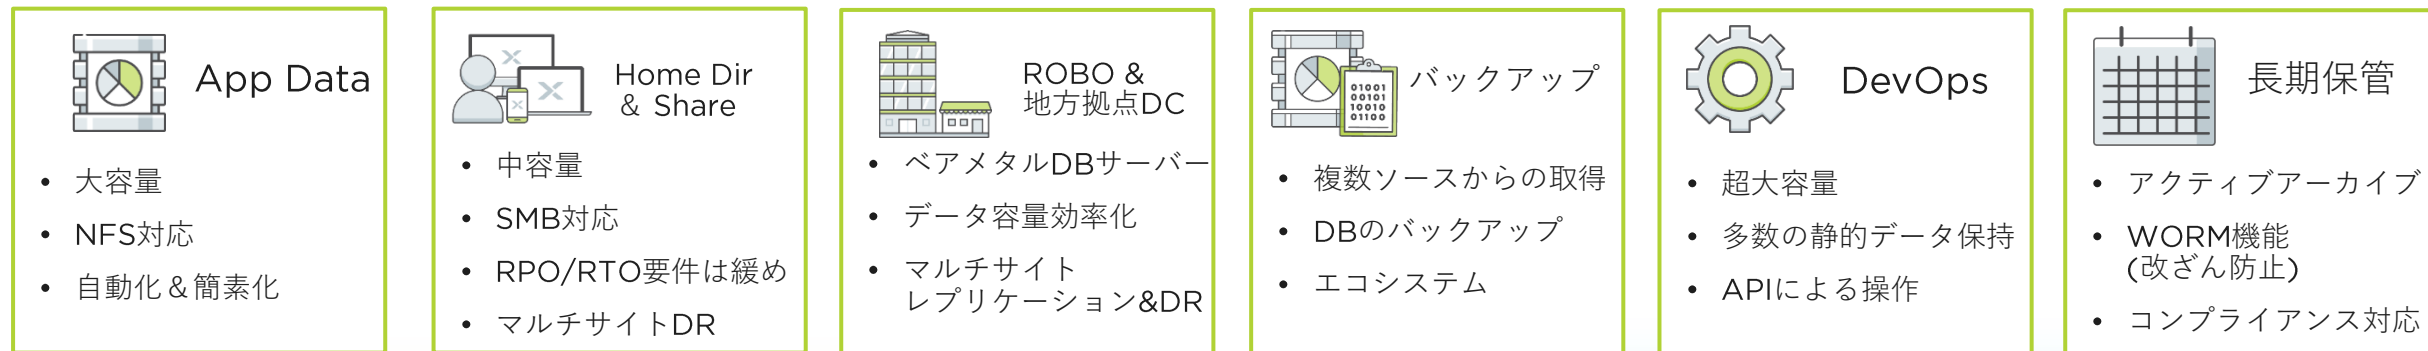 App Data
大容量
NFS対応
自動化＆簡素化
Home Dir
& Share
中容量
SMB対応
RPO/RTO要件は緩め
マルチサイトDR
ROBO &
地方拠点DC
ベアメタルDBサーバー
データ容量効率化
マルチサイト
レプリケーション&DR
バックアップ
01001
00101
10010
01100
複数ソースからの取得
DBのバックアップ
エコシステム
DevOps
超大容量
多数の静的データ保持
APIによる操作
長期保管
アクティブアーカイブ
WORM機能
(改ざん防止)
コンプライアンス対応